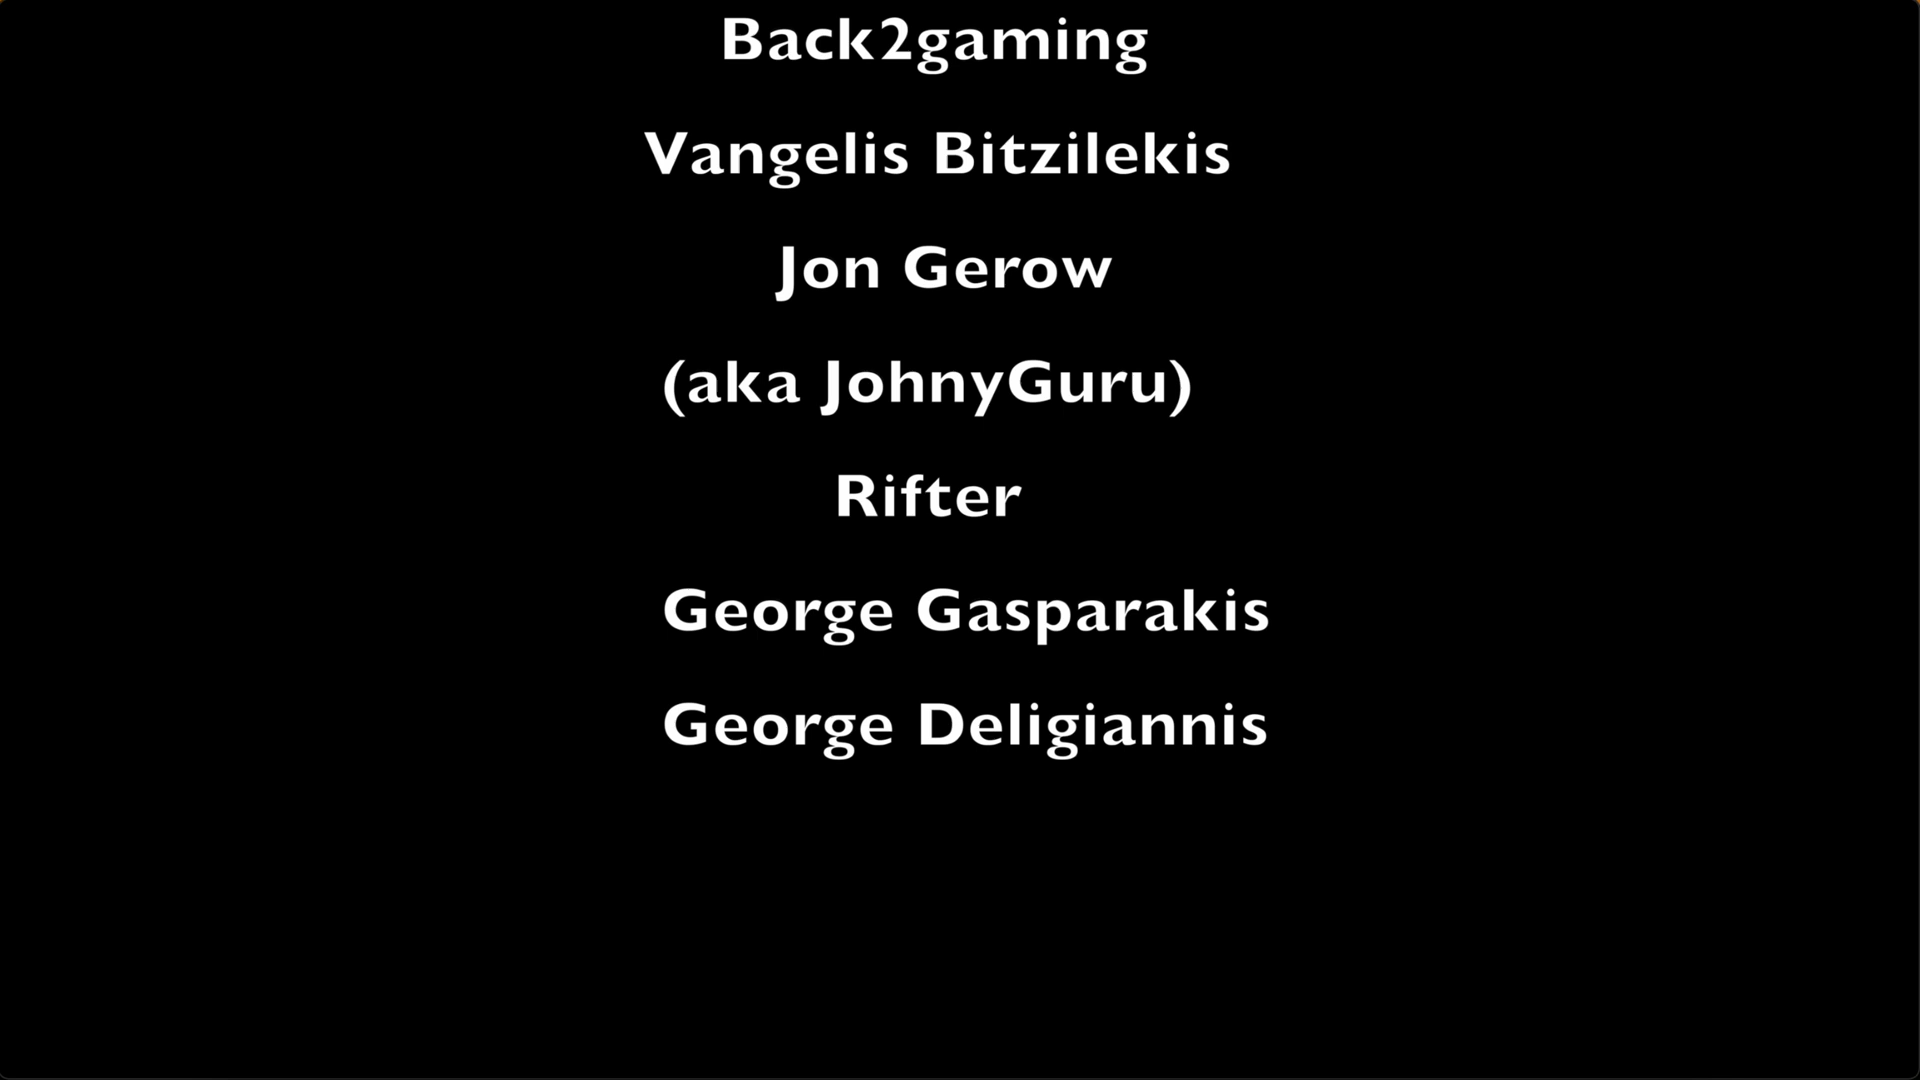 Back2gaming
Vangelis Bitzilekis
Jon Gerow
(aka JohnyGuru)
Rifter
George Gasparakis
George Deligiannis